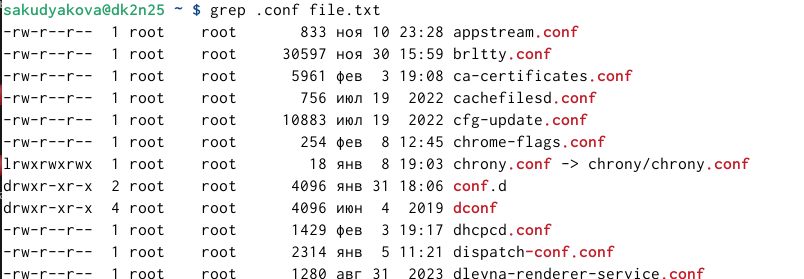 sakudyakova@dk2n25 ~ $ grep .conf file.txt
-rw-r--r-- 1 root root 833 ноя 10 23:28 appstream.conf
-rw-r--r-- 1 root root 30597 ноя 30 15:59 brltty.conf
-rw-r--r-- 1 root root 5961 фев 3 19:08 ca-certificates.conf
-rw-r--r-- 1 root root 756 июл 19 2022 cachefilesd.conf
-rw-r--r-- 1 root root 10883 июл 19 2022 cfg-update.conf
-rw-r--r-- 1 root root 254 фев 8 12:45 chrome-flags.conf
lrwxrwxrwx 1 root root 18 янв 8 19:03 chrony.conf -> chrony/chrony.conf
drwxr-xr-x 2 root root 4096 янв 31 18:06 conf.d
drwxr-xr-x 4 root root 4096 июн 4 2019 dconf
-rw-r--r-- 1 root root 1429 фев 3 19:17 dhcpcd.conf
-rw-r--r-- 1 root root 2314 янв 5 11:21 dispatch-conf.conf
-rw-r--r-- 1 root root 1280 авг 31 2023 dleyna-renderer-service.conf